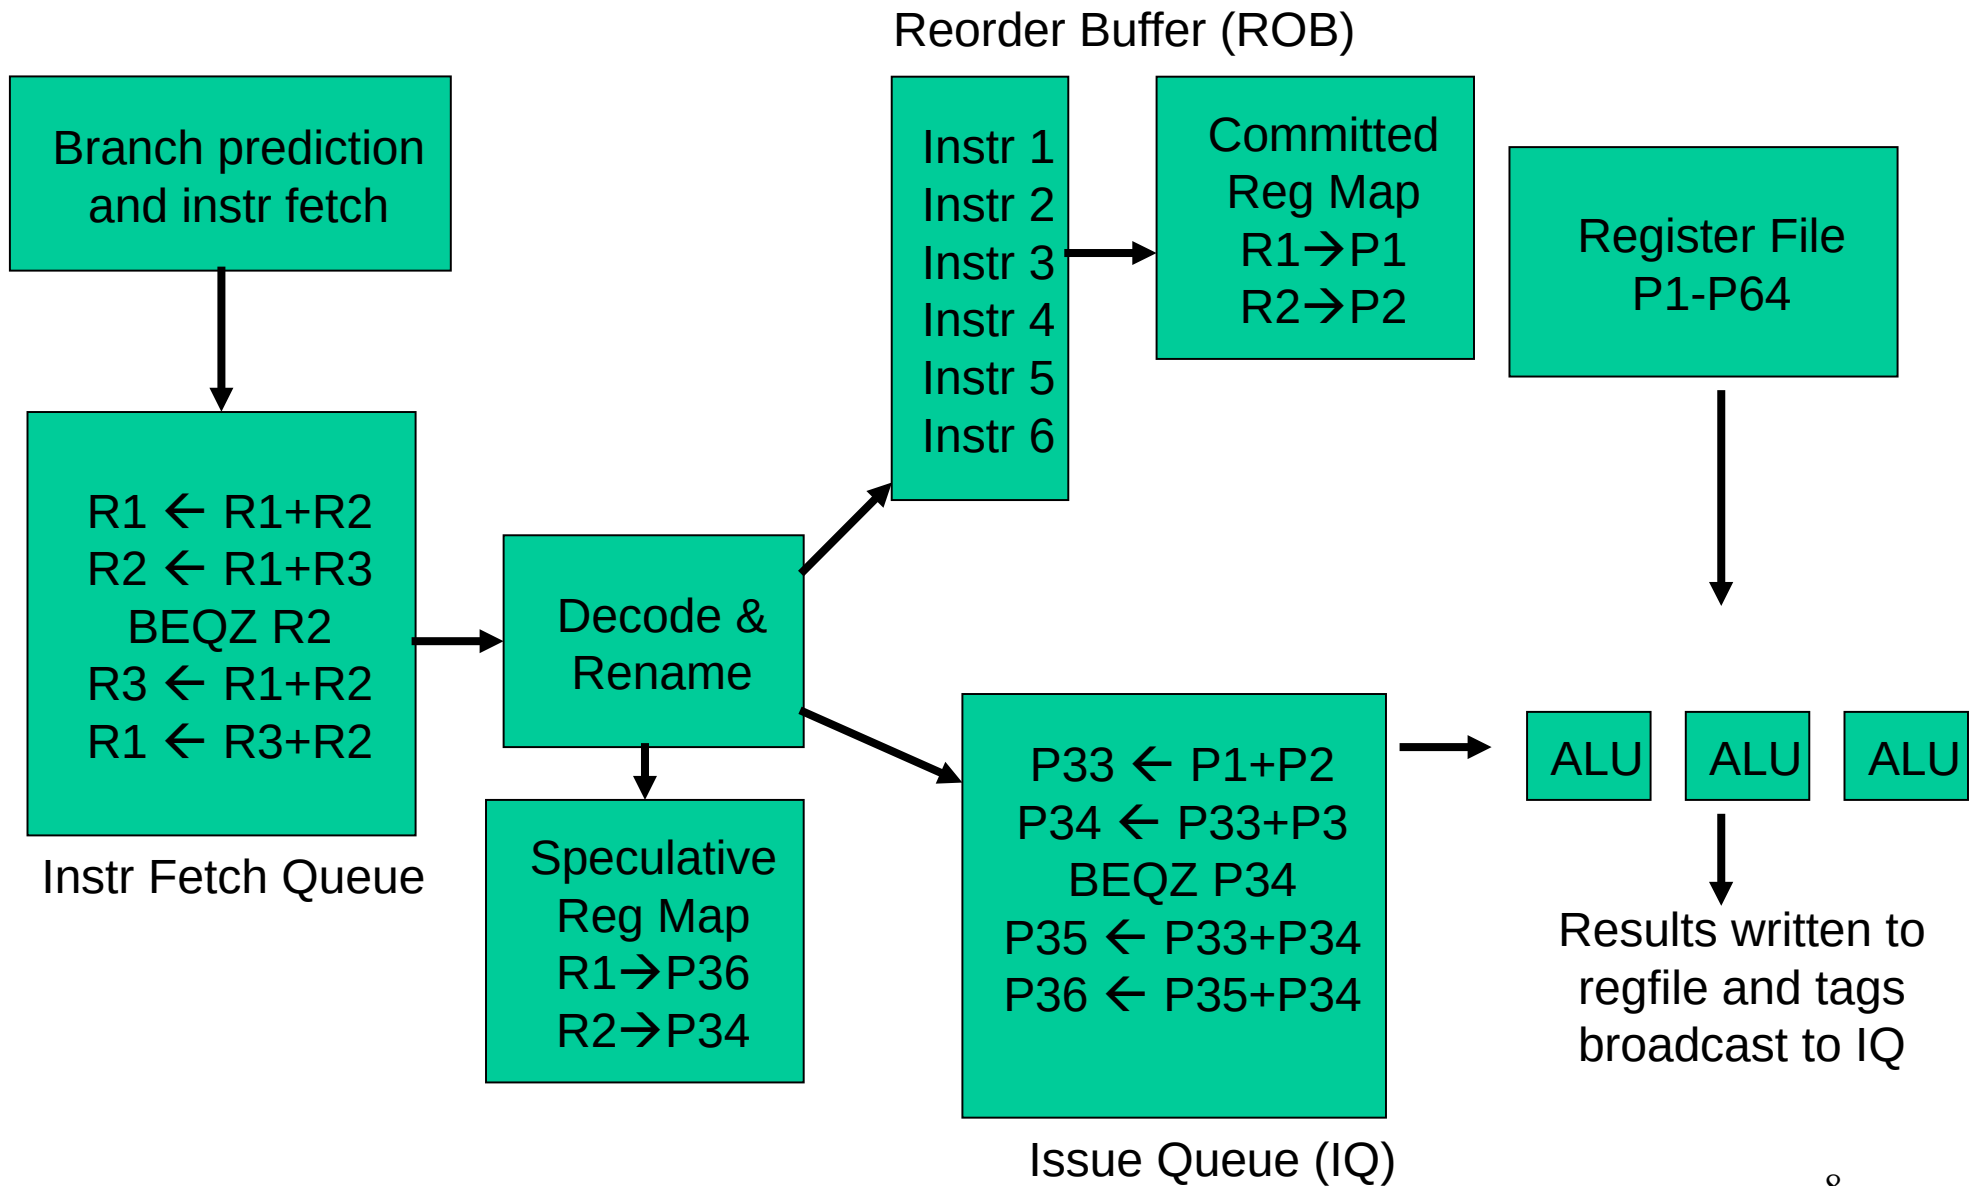 Reorder Buffer (ROB)
Branch prediction
and instr fetch
Instr 1
Instr 2
Instr 3
Instr 4
Instr 5
Instr 6
Committed
Reg Map
R1→P1
R2→P2
Register File
P1-P64
R1 ← R1+R2
R2 ← R1+R3
BEQZ R2
R3 ← R1+R2
R1 ← R3+R2
Instr Fetch Queue
Decode &
Rename
Speculative
Reg Map
R1→P36
R2→P34
P33 ← P1+P2
P34 ← P33+P3
BEQZ P34
P35 ← P33+P34
P36 ← P35+P34
Issue Queue (IQ)
ALU
ALU
ALU
Results written to
regfile and tags
broadcast to IQ
8